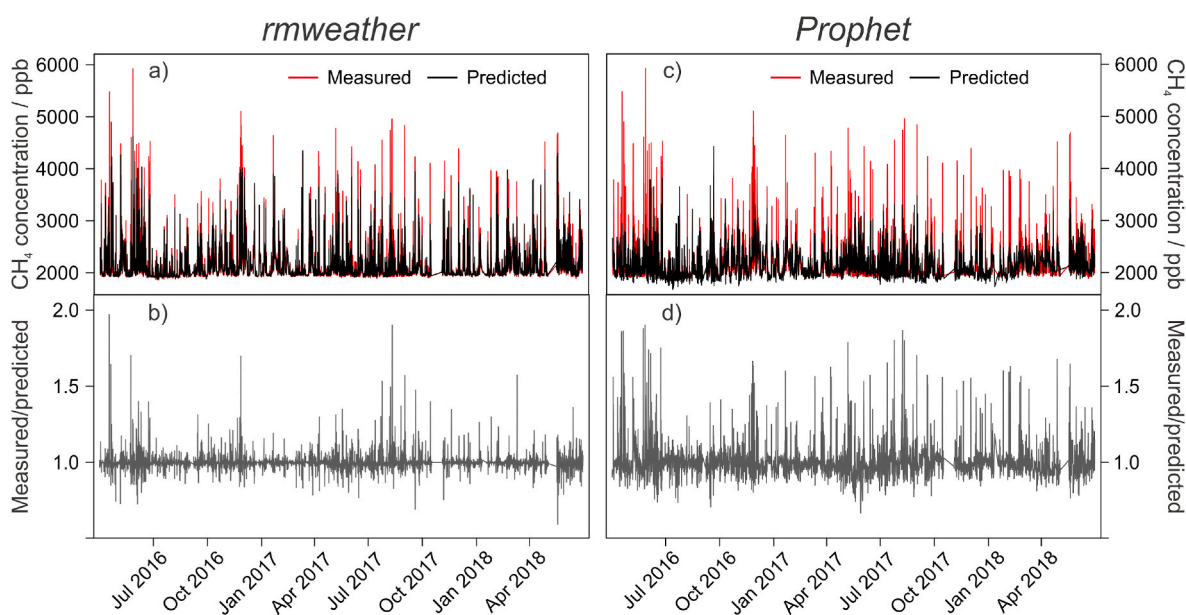 rmweather
Prophet
a)
Measured
Predicted
c)
Measured
Predicted
CH₄ concentration / ppb
6000
5000
4000
3000
2000
6000
5000
4000
3000
2000
CH₄ concentration / ppb
b)
d)
Measured/predicted
2.0
1.5
1.0
2.0
1.5
1.0
Measured/predicted
Jul 2016
Oct 2016
Jan 2017
Apr 2017
Jul 2017
Oct 2017
Jan 2018
Apr 2018
Jul 2016
Oct 2016
Jan 2017
Apr 2017
Jul 2017
Oct 2017
Jan 2018
Apr 2018